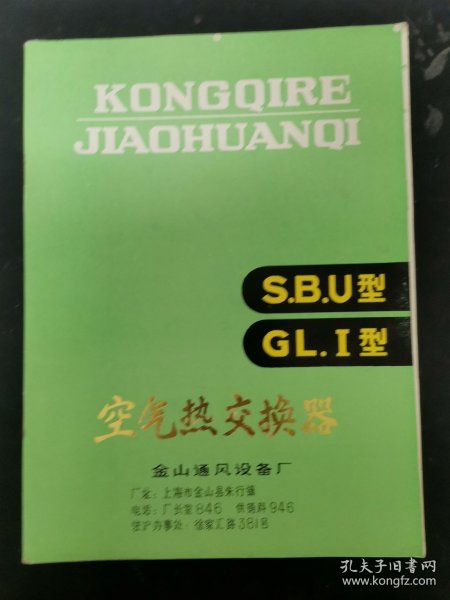 KONGQIRE
JIAOHUANQI
S.B.U型
GL.I型
空气热交换器
金山通风设备厂
厂址：上海市金山县朱行镇
电话：厂长室846 供销科946
驻沪办事处：徐家汇路381号
孔夫子旧书网
www.kongfz.com